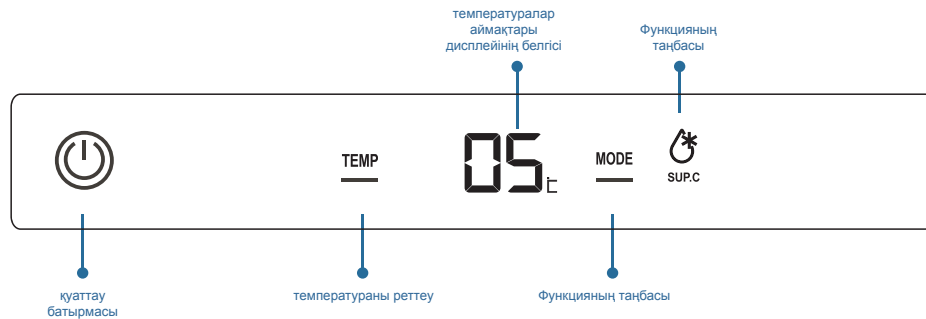 температуралар
аймақтары
дисплейінің белгісі
Функцияның
таңбасы
TEMP
05
°C
MODE
SUP.C
қуаттау
батырмасы
температураны реттеу
Функцияның таңбасы